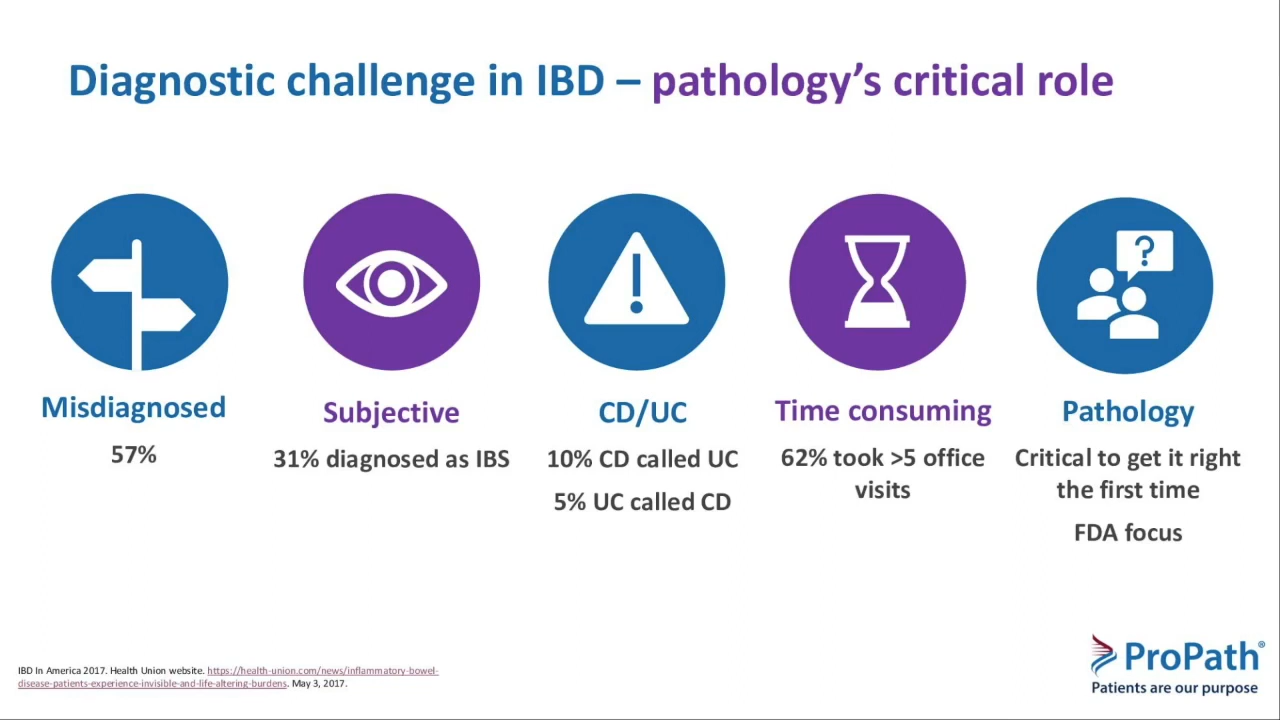 Diagnostic challenge in IBD – pathology’s critical role
?
Misdiagnosed
57%
Subjective
31% diagnosed as IBS
CD/UC
10% CD called UC
5% UC called CD
Time consuming
62% took >5 office
visits
Pathology
Critical to get it right
the first time
FDA focus
IBD In America 2017. Health Union website. https://health-union.com/news/inflammatory-bowel-
disease-patients-experience-invisible-and-life-altering-burdens. May 3, 2017.
ProPath®
Patients are our purpose